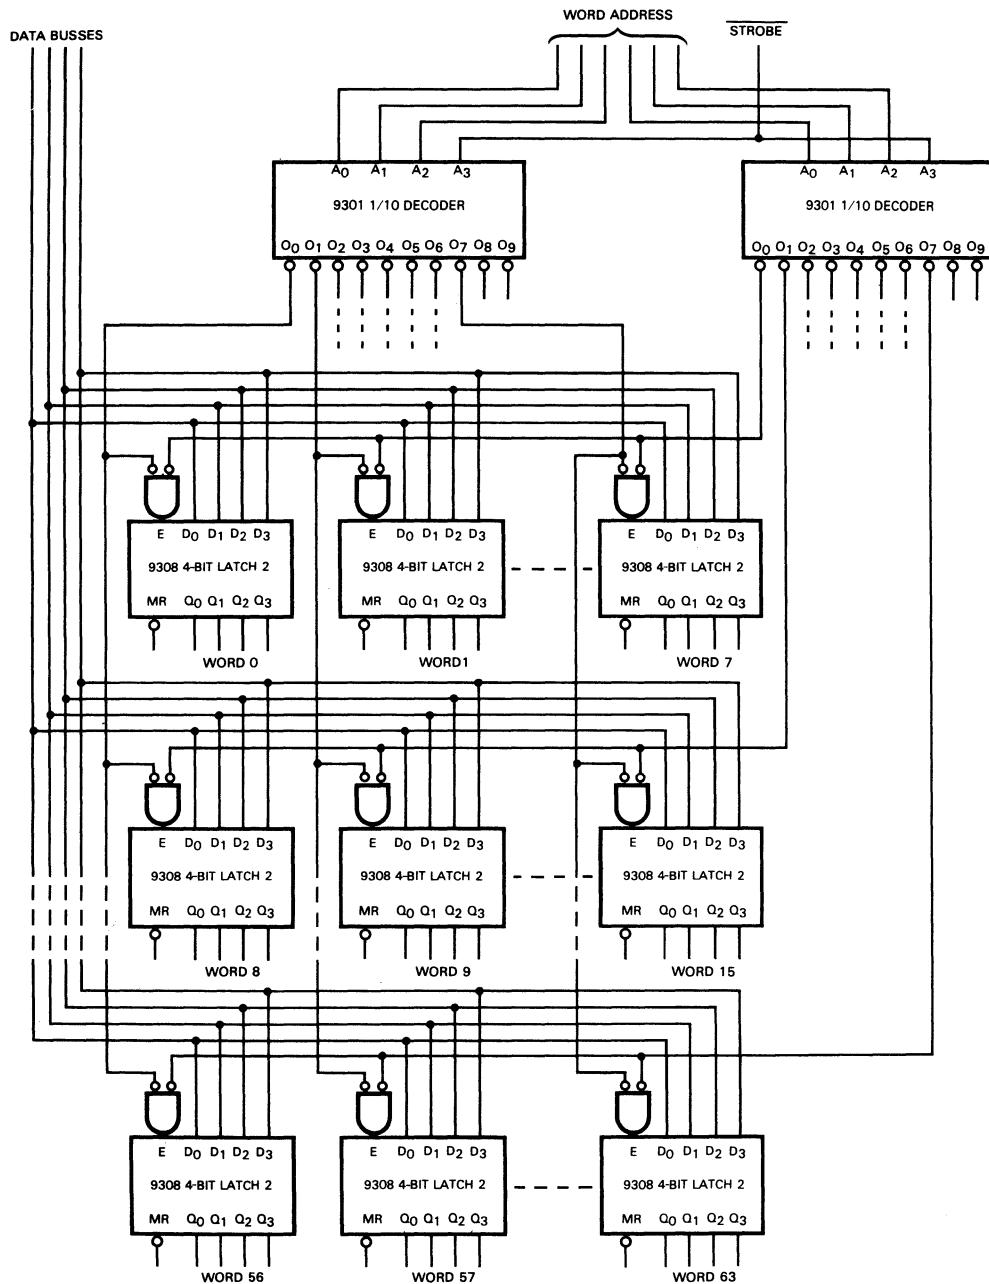 WORD ADDRESS
STROBE
DATA BUSSES
A0 A1 A2 A3
A0 A1 A2 A3
9301 1/10 DECODER
9301 1/10 DECODER
O0 O1 O2 O3 O4 O5 O6 O7 O8 O9
O0 O1 O2 O3 O4 O5 O6 O7 O8 O9
E D0 D1 D2 D3
E D0 D1 D2 D3
E D0 D1 D2 D3
9308 4-BIT LATCH 2
9308 4-BIT LATCH 2
9308 4-BIT LATCH 2
MR Q0 Q1 Q2 Q3
MR Q0 Q1 Q2 Q3
MR Q0 Q1 Q2 Q3
WORD 0
WORD1
WORD 7
E D0 D1 D2 D3
E D0 D1 D2 D3
E D0 D1 D2 D3
9308 4-BIT LATCH 2
9308 4-BIT LATCH 2
9308 4-BIT LATCH 2
MR Q0 Q1 Q2 Q3
MR Q0 Q1 Q2 Q3
MR Q0 Q1 Q2 Q3
WORD 8
WORD 9
WORD 15
E D0 D1 D2 D3
E D0 D1 D2 D3
E D0 D1 D2 D3
9308 4-BIT LATCH 2
9308 4-BIT LATCH 2
9308 4-BIT LATCH 2
MR Q0 Q1 Q2 Q3
MR Q0 Q1 Q2 Q3
MR Q0 Q1 Q2 Q3
WORD 56
WORD 57
WORD 63